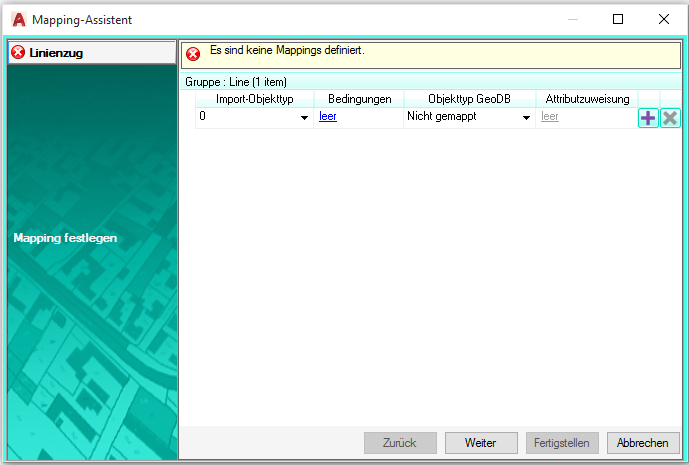 Mapping-Assistent
Linienzug
Es sind keine Mappings definiert.
Gruppe : Line (1 item)
Import-Objekttyp Bedingungen Objekttyp GeoDB Attributzuweisung
0 leer Nicht gemappt leer
Mapping festlegen
Zurück Weiter Fertigstellen Abbrechen